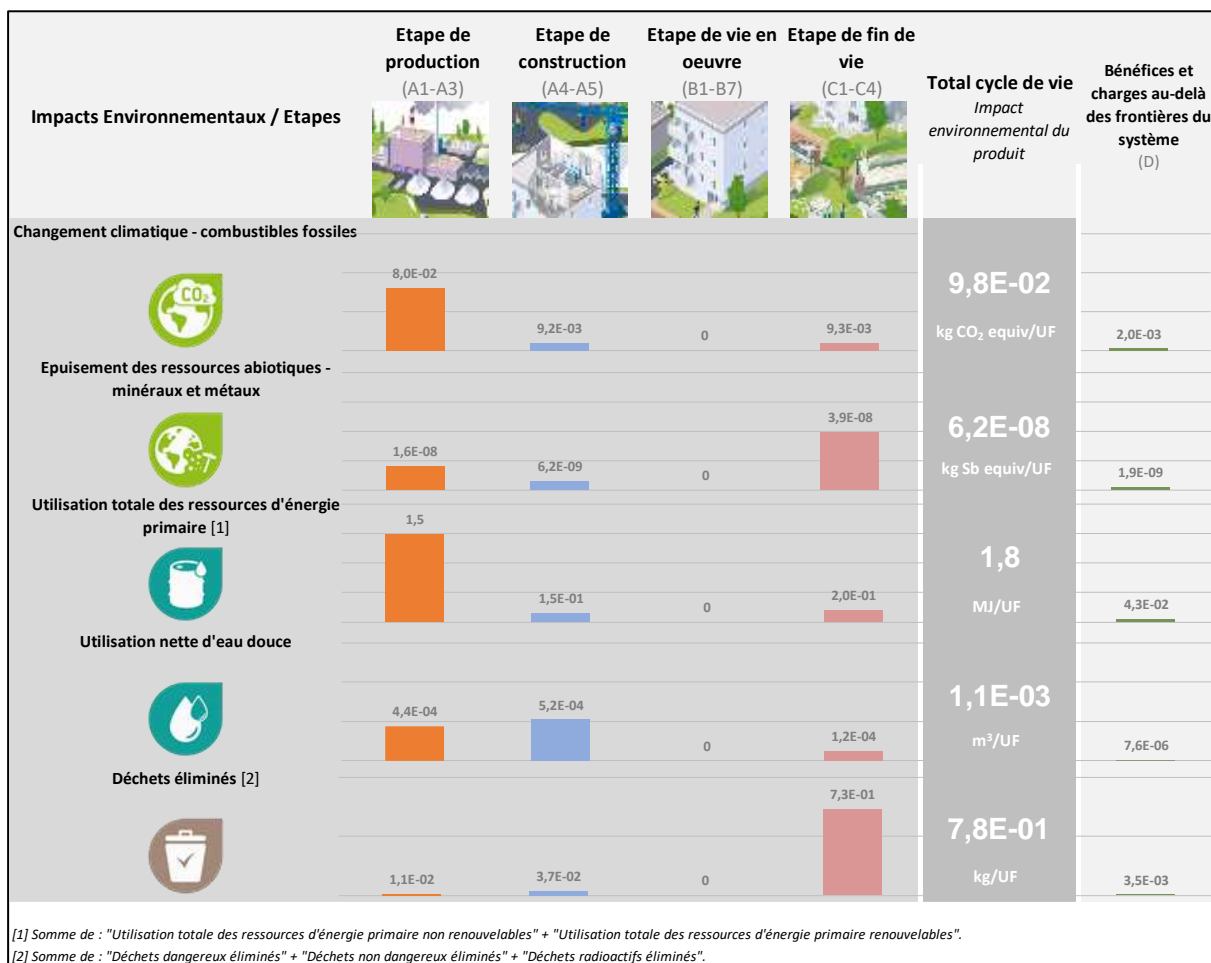 Impacts Environnementaux / Etapes
Etape de
production
(A1-A3)
Etape de
construction
(A4-A5)
Etape de vie en
oeuvre
(B1-B7)
Etape de fin de
vie
(C1-C4)
Total cycle de vie
Impact
environnemental du
produit
Bénéfices et
charges au-delà
des frontières du
système
(D)
Changement climatique - combustibles fossiles
CO₂
8,0E-02
9,2E-03
0
9,3E-03
9,8E-02
kg CO₂ equiv/UF
2,0E-03
Epuisement des ressources abiotiques -
minéraux et métaux
1,6E-08
6,2E-09
0
3,9E-08
6,2E-08
kg Sb equiv/UF
1,9E-09
Utilisation totale des ressources d'énergie
primaire [1]
1,5
1,5E-01
0
2,0E-01
1,8
MJ/UF
4,3E-02
Utilisation nette d'eau douce
4,4E-04
5,2E-04
0
1,2E-04
1,1E-03
m³/UF
7,6E-06
Déchets éliminés [2]
1,1E-02
3,7E-02
0
7,3E-01
7,8E-01
kg/UF
3,5E-03
[1] Somme de : "Utilisation totale des ressources d'énergie primaire non renouvelables" + "Utilisation totale des ressources d'énergie primaire renouvelables".
[2] Somme de : "Déchets dangereux éliminés" + "Déchets non dangereux éliminés" + "Déchets radioactifs éliminés".